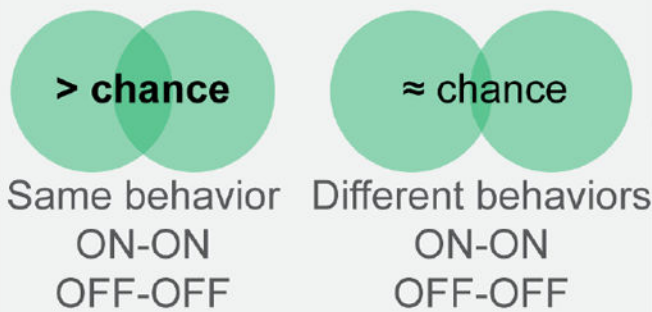 > chance
Same behavior
ON-ON
OFF-OFF
≈ chance
Different behaviors
ON-ON
OFF-OFF